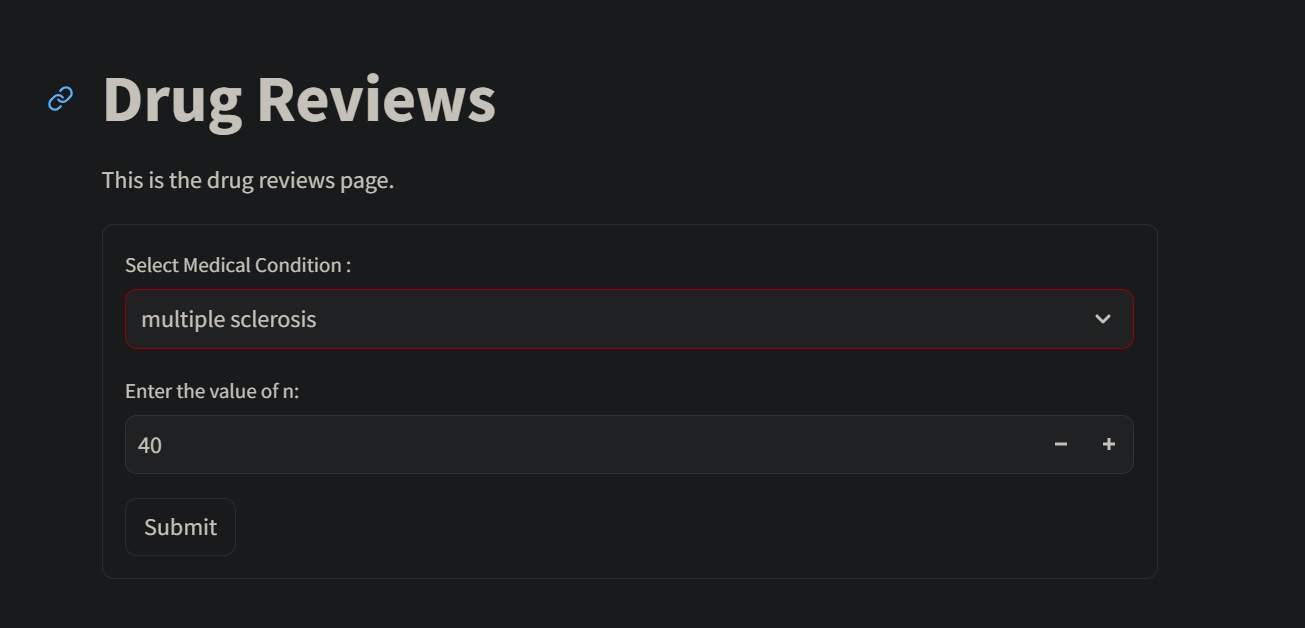 Drug Reviews
This is the drug reviews page.
Select Medical Condition :
multiple sclerosis
Enter the value of n:
40
Submit